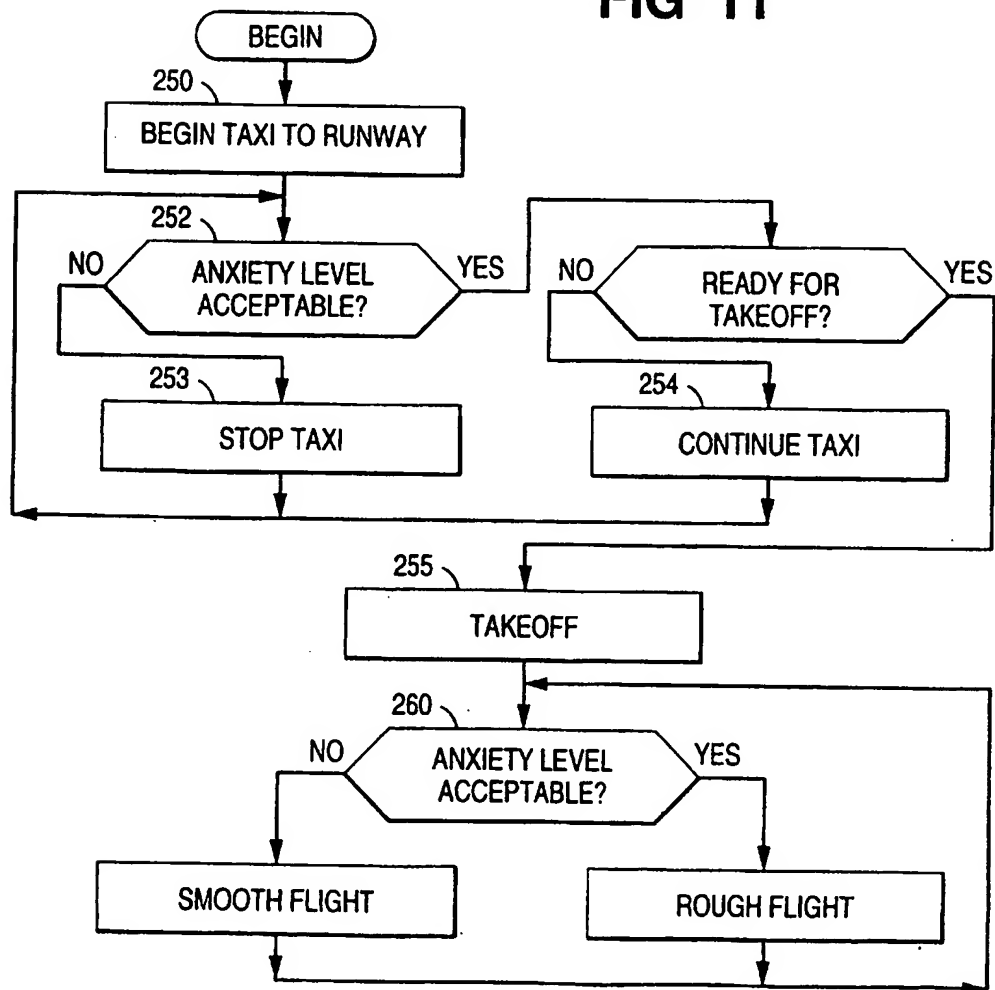 FIG 11
BEGIN
250
BEGIN TAXI TO RUNWAY
252
NO
ANXIETY LEVEL
ACCEPTABLE?
YES
NO
READY FOR
TAKEOFF?
YES
253
STOP TAXI
254
CONTINUE TAXI
255
TAKEOFF
260
NO
ANXIETY LEVEL
ACCEPTABLE?
YES
SMOOTH FLIGHT
ROUGH FLIGHT